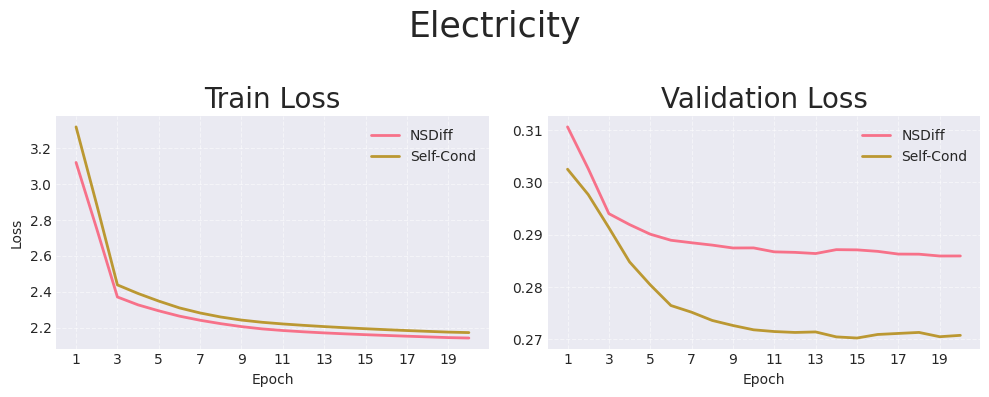 Electricity
Train Loss
Loss
3.2
3.0
2.8
2.6
2.4
2.2
NSDiff
Self-Cond
1 3 5 7 9 11 13 15 17 19
Epoch
Validation Loss
0.31
0.30
0.29
0.28
0.27
NSDiff
Self-Cond
1 3 5 7 9 11 13 15 17 19
Epoch